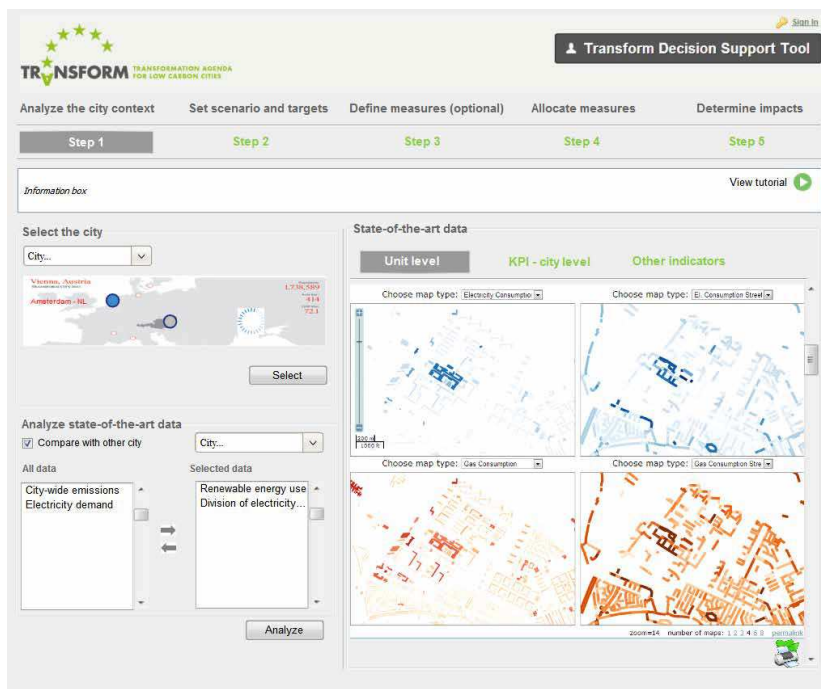 Sign In
TRANSFORM TRANSFORMATION AGENDA
FOR LOW CARBON CITIES
Transform Decision Support Tool
Analyze the city context Set scenario and targets Define measures (optional) Allocate measures Determine impacts
Step 1 Step 2 Step 3 Step 4 Step 5
Information box
View tutorial
Select the city
City...
Vienna, Austria
Amsterdam - NL
1,738,589
414
72.1
Select
Analyze state-of-the-art data
Compare with other city
City...
All data
Selected data
City-wide emissions
Electricity demand
Renewable energy use
Division of electricity...
Analyze
State-of-the-art data
Unit level KPI - city level Other indicators
Choose map type: Electricity Consumptio
Choose map type: El. Consumption Street
200 m
1000 ft
Choose map type: Gas Consumption
Choose map type: Gas Consumption Stre
zoom=14 number of maps: 1 2 3 4 6 8 permalink